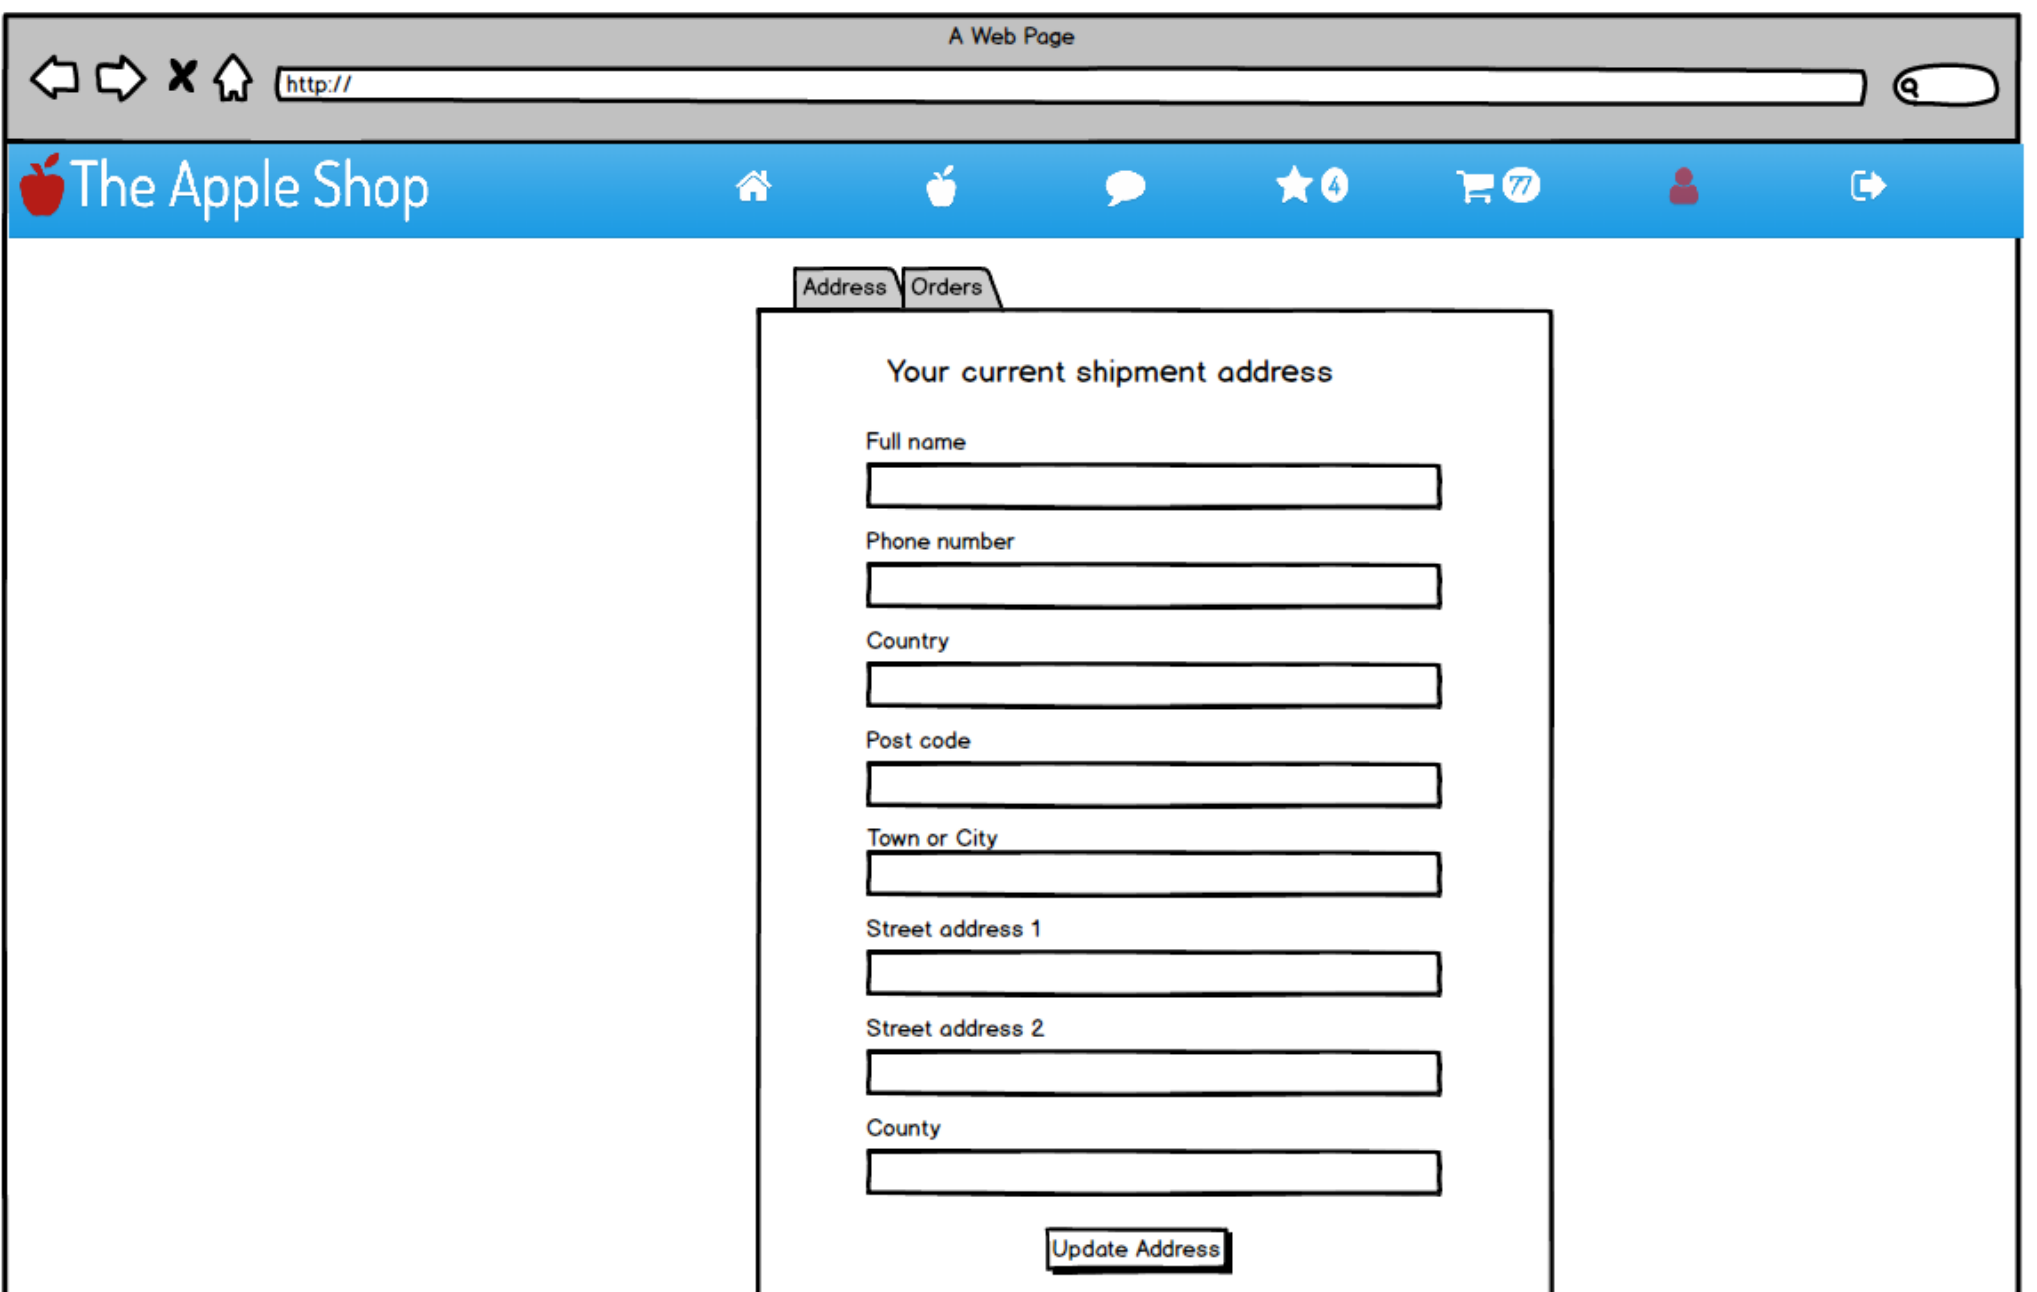 A Web Page
http://
The Apple Shop
4
77
Address
Orders
Your current shipment address
Full name
Phone number
Country
Post code
Town or City
Street address 1
Street address 2
County
Update Address